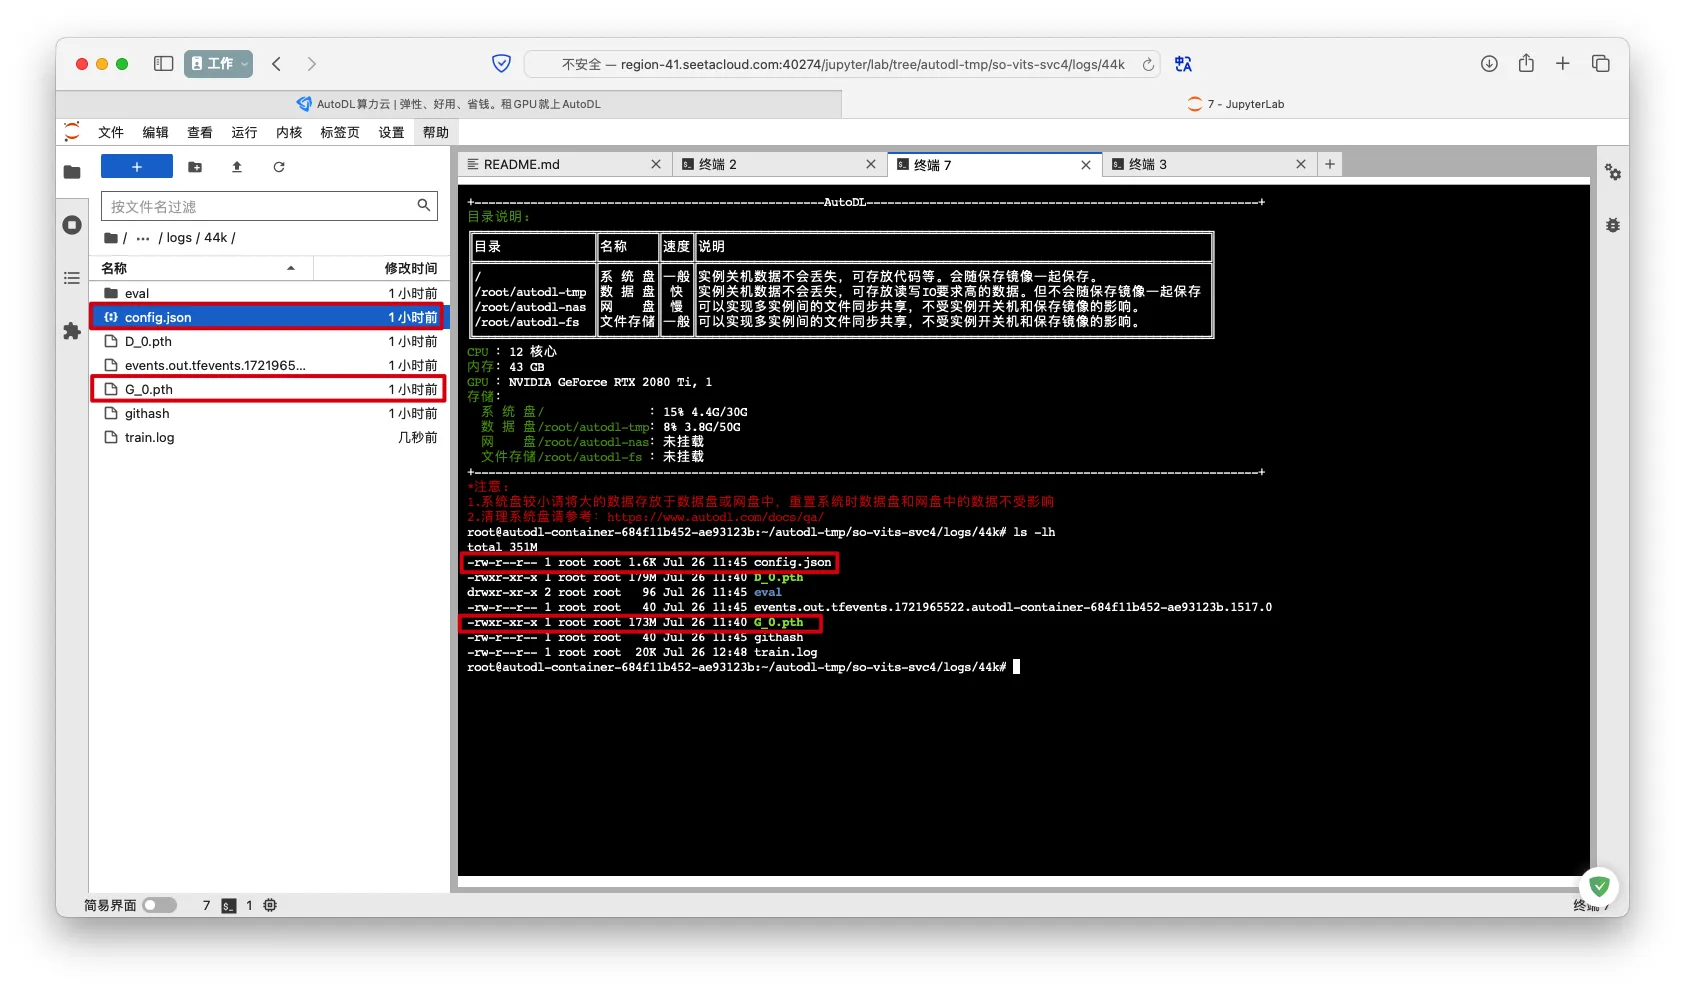 工作
不安全 — region-41.seetacloud.com:40274/jupyter/lab/tree/autodl-tmp/so-vits-svc4/logs/44k
AutoDL算力云 | 弹性、好用、省钱。租GPU就上AutoDL
7 - JupyterLab
文件 编辑 查看 运行 内核 标签页 设置 帮助
README.md
终端 2
终端 7
终端 3
按文件名过滤
/ ··· / logs / 44k /
名称 修改时间
eval 1 小时前
config.json 1 小时前
D_0.pth 1 小时前
events.out.tfevents.1721965... 1 小时前
G_0.pth 1 小时前
githash 1 小时前
train.log 几秒前
+--------------------------------------------------AutoDL--------------------------------------------------------+
目录说明:
目录 名称 速度 说明
/ 系 统 盘 一般 实例关机数据不会丢失，可存放代码等。会随保存镜像一起保存。
/root/autodl-tmp 数 据 盘 快 实例关机数据不会丢失，可存放读写IO要求高的数据。但不会随保存镜像一起保存
/root/autodl-nas 网 盘 慢 可以实现多实例间的文件同步共享，不受实例开关机和保存镜像的影响。
/root/autodl-fs 文件存储 一般 可以实现多实例间的文件同步共享，不受实例开关机和保存镜像的影响。
CPU : 12 核心
内存: 43 GB
GPU : NVIDIA GeForce RTX 2080 Ti, 1
存储:
系 统 盘/ : 15% 4.4G/30G
数 据 盘/root/autodl-tmp: 8% 3.8G/50G
网 盘/root/autodl-nas: 未挂载
文件存储/root/autodl-fs : 未挂载
+----------------------------------------------------------------------------------------------------------------+
*注意:
1.系统盘较小请将大的数据存放于数据盘或网盘中，重置系统时数据盘和网盘中的数据不受影响
2.清理系统盘请参考: https://www.autodl.com/docs/qa/
root@autodl-container-684f11b452-ae93123b:~/autodl-tmp/so-vits-svc4/logs/44k# ls -lh
total 351M
-rw-r--r-- 1 root root 1.6K Jul 26 11:45 config.json
-rwxr-xr-x 1 root root 179M Jul 26 11:40 D_0.pth
drwxr-xr-x 2 root root 96 Jul 26 11:45 eval
-rw-r--r-- 1 root root 40 Jul 26 11:45 events.out.tfevents.1721965522.autodl-container-684f11b452-ae93123b.1517.0
-rwxr-xr-x 1 root root 173M Jul 26 11:40 G_0.pth
-rw-r--r-- 1 root root 40 Jul 26 11:45 githash
-rw-r--r-- 1 root root 20K Jul 26 12:48 train.log
root@autodl-container-684f11b452-ae93123b:~/autodl-tmp/so-vits-svc4/logs/44k#
简易界面 7 $_ 1
终端 7